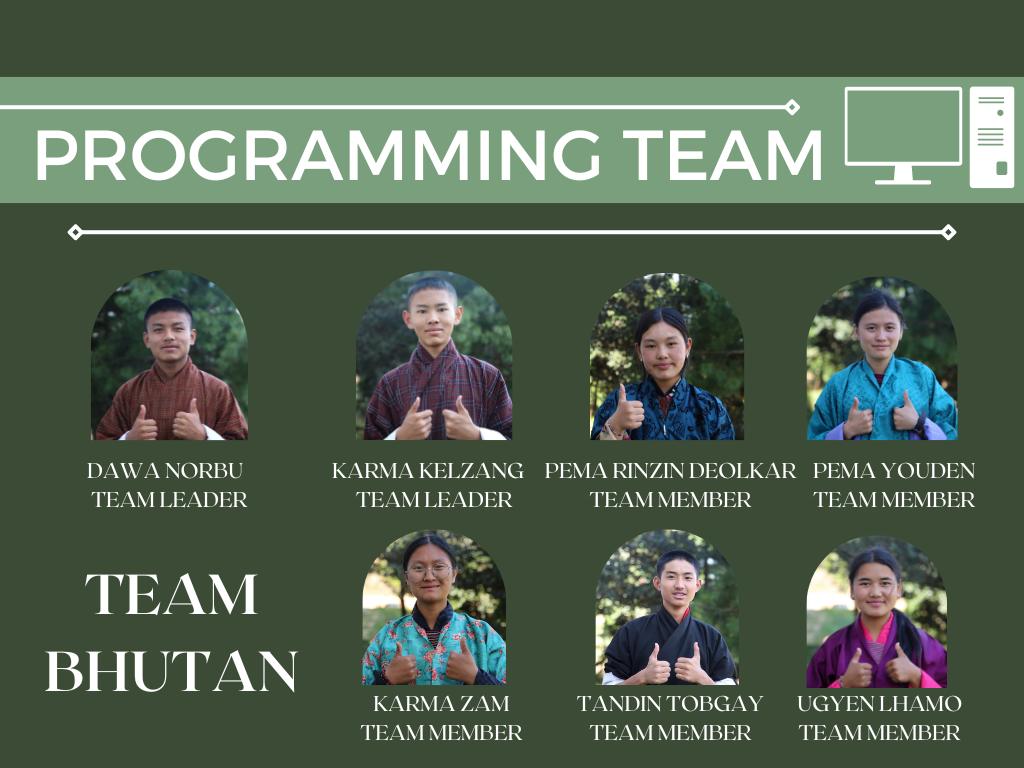 PROGRAMMING TEAM
DAWA NORBU
TEAM LEADER
KARMA KELZANG
TEAM LEADER
PEMA RINZIN DEOLKAR
TEAM MEMBER
PEMA YOUDEN
TEAM MEMBER
TEAM
BHUTAN
KARMA ZAM
TEAM MEMBER
TANDIN TOBGAY
TEAM MEMBER
UGYEN LHAMO
TEAM MEMBER